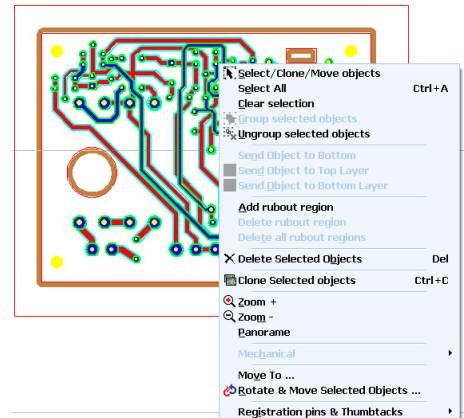 Select/Clone/Move objects
Select All Ctrl+A
Clear selection
Group selected objects
Ungroup selected objects
Send Object to Bottom
Send Object to Top Layer
Send Object to Bottom Layer
Add rubout region
Delete rubout region
Delete all rubout regions
Delete Selected Objects Del
Clone Selected objects Ctrl+C
Zoom +
Zoom -
Panorame
Mechanical
Move To ...
Rotate & Move Selected Objects ...
Registration pins & Thumbtacks